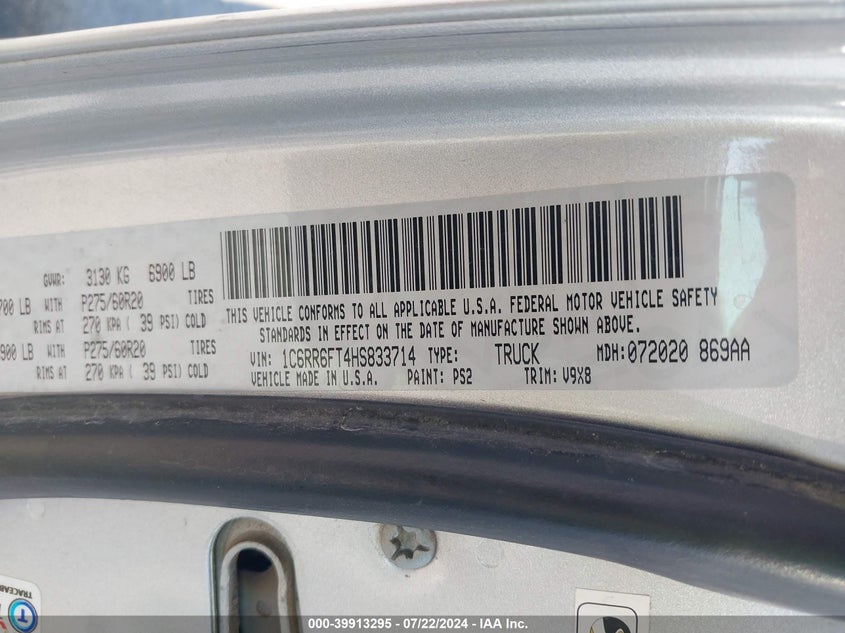 GVWR: 3130 KG 6900 LB
700 LB WITH P275/60R20 TIRES
RIMS AT 270 KPA ( 39 PSI) COLD
900 LB WITH P275/60R20 TIRES
RIMS AT 270 KPA ( 39 PSI) COLD
THIS VEHICLE CONFORMS TO ALL APPLICABLE U.S.A. FEDERAL MOTOR VEHICLE SAFETY
STANDARDS IN EFFECT ON THE DATE OF MANUFACTURE SHOWN ABOVE.
VIN: 1C6RR6FT4HS833714 TYPE: TRUCK MDH: 072020 869AA
VEHICLE MADE IN U.S.A. PAINT: PS2 TRIM: V9X8
TRACEAB
000-39913295 - 07/22/2024 - IAA Inc.